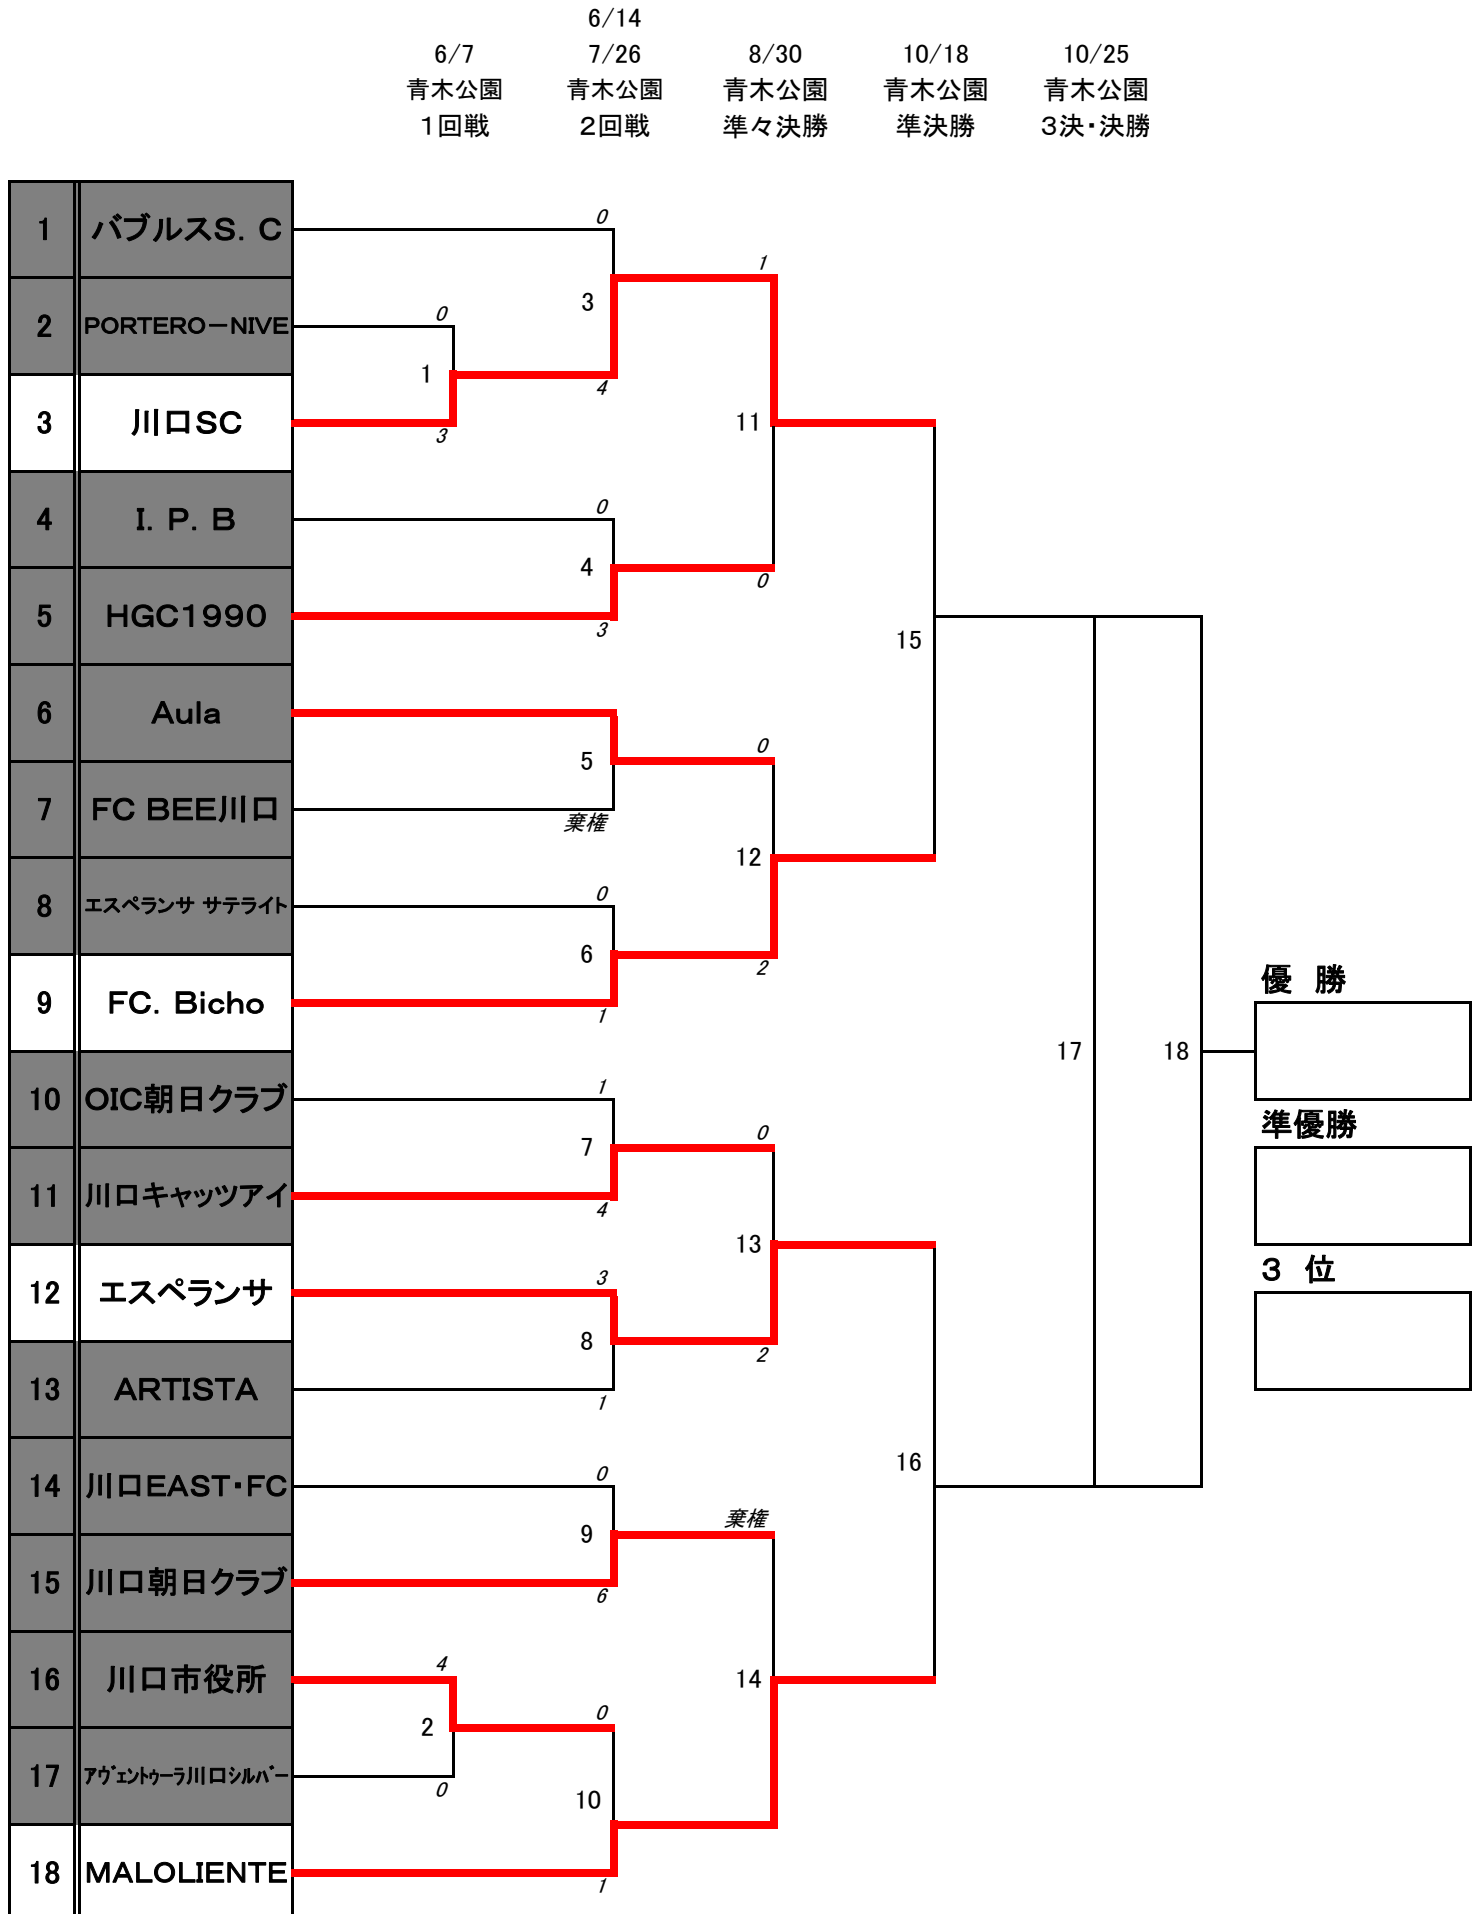 6/14
6/7 7/26 8/30 10/18 10/25
青木公園 青木公園 青木公園 青木公園 青木公園
1回戦 2回戦 準々決勝 準決勝 3決・決勝
0
1 バブルスS.C
1
3
0
2 PORTERO－NIVE
1
4
3 川口SC
11
3
0
4 I.P.B
4
0
5 HGC1990
3
15
6 Aula
0
5
7 FC BEE川口
棄権
12
0
8 エスペランサ サテライト
6
2
優 勝
9 FC.Bicho
1
17 18
1
10 OIC朝日クラブ
準優勝
0
7
11 川口キャッツアイ
4
13
3 位
3
12 エスペランサ
8
2
13 ARTISTA
1
16
0
14 川口EAST・FC
棄権
9
15 川口朝日クラブ
6
4
16 川口市役所
14
0
2
17 アヴェントゥーラ川口シルバー
0
10
18 MALOLIENTE
1